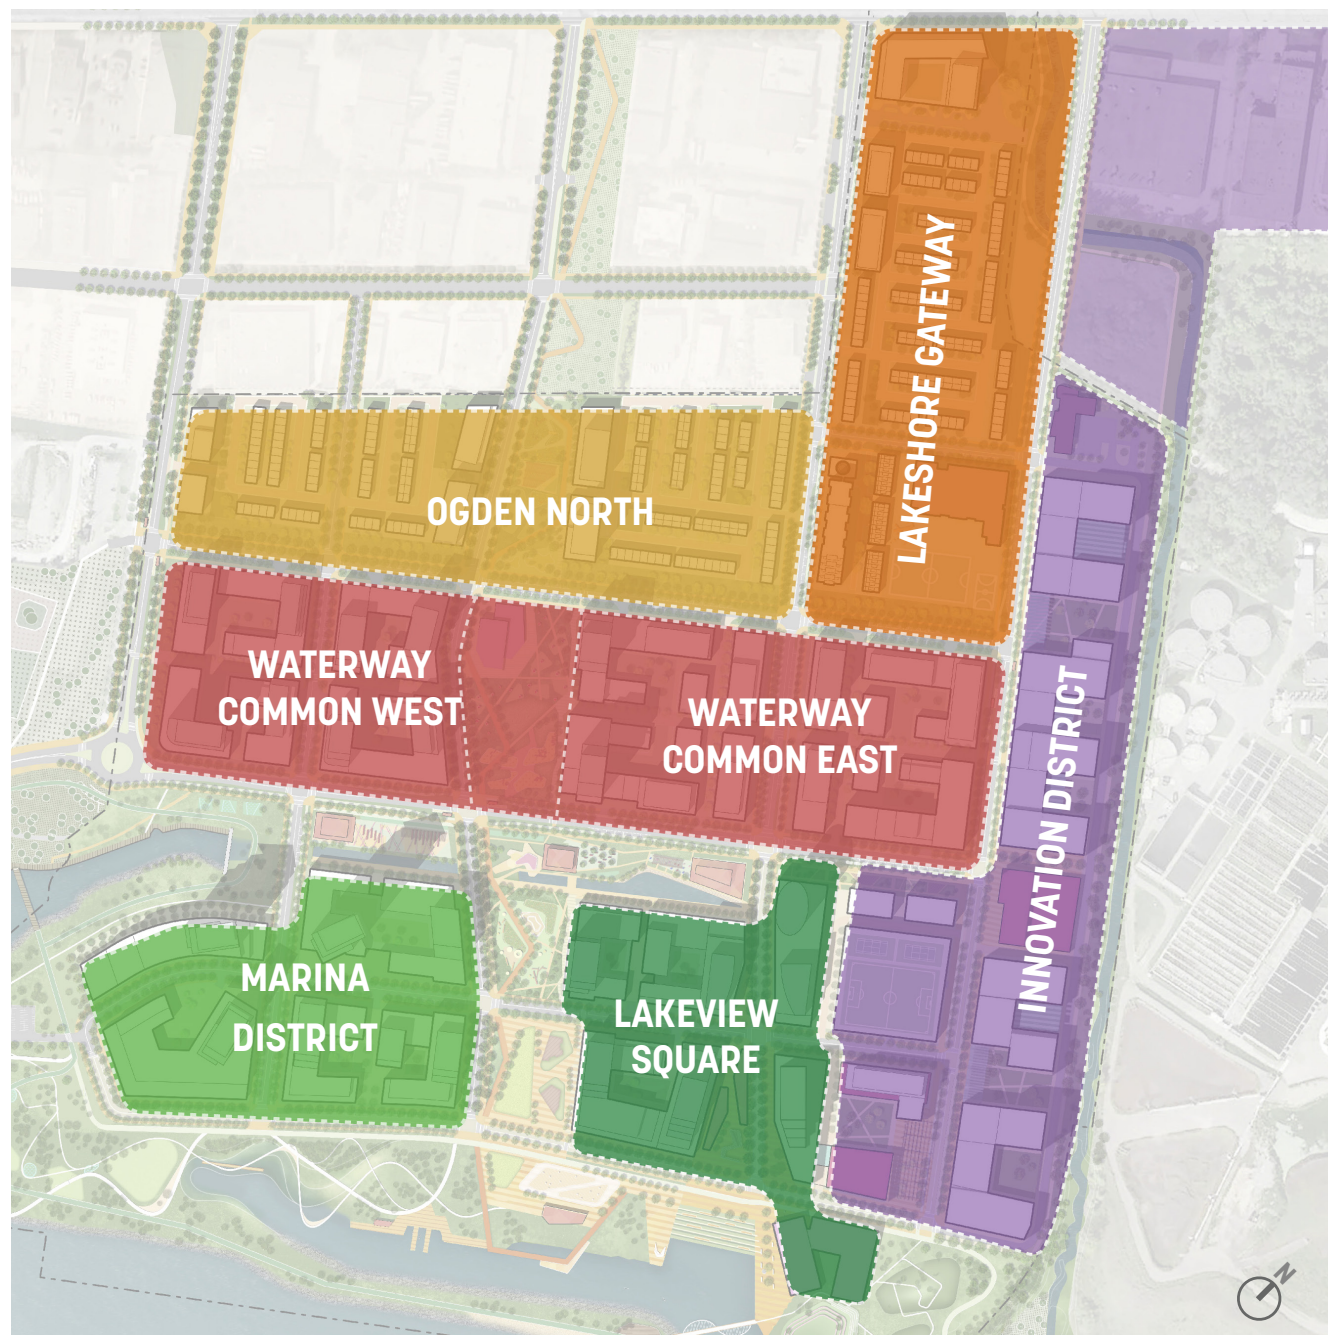 LAKESHORE GATEWAY
OGDEN NORTH
WATERWAY
COMMON WEST
WATERWAY
COMMON EAST
INNOVATION DISTRICT
MARINA
DISTRICT
LAKEVIEW
SQUARE
N